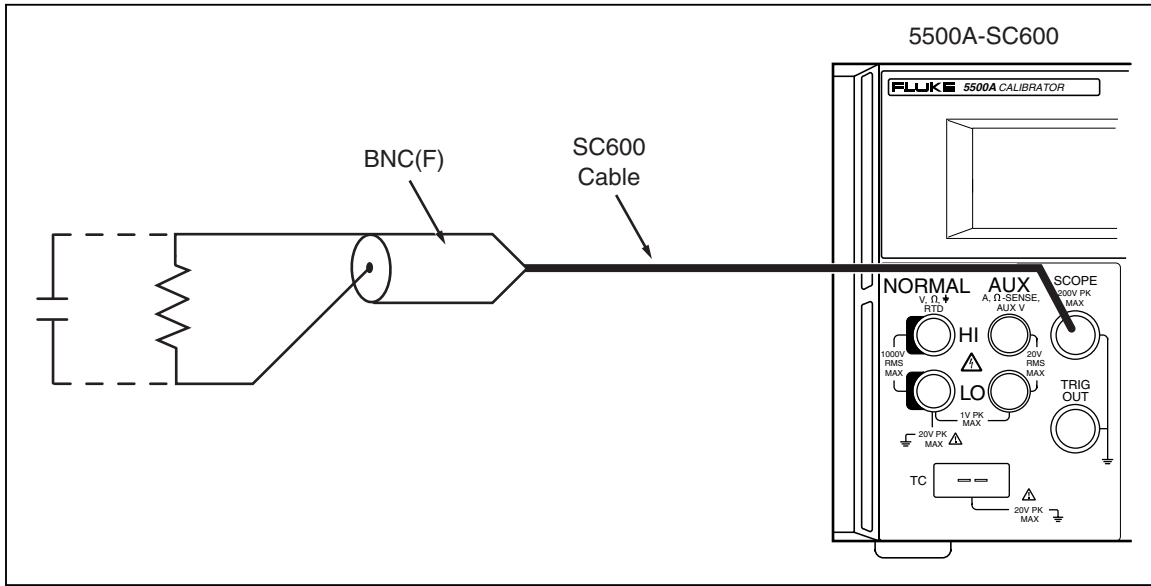 5500A-SC600
FLUKE 5500A CALIBRATOR
BNC(F)
SC600
Cable
NORMAL
V, Ω,
RTD
AUX
A, Ω-SENSE,
AUX V
SCOPE
200V PK
MAX
HI
1000V
RMS
MAX
20V
RMS
MAX
LO
TRIG
OUT
1V PK
MAX
20V PK
MAX
TC
20V PK
MAX